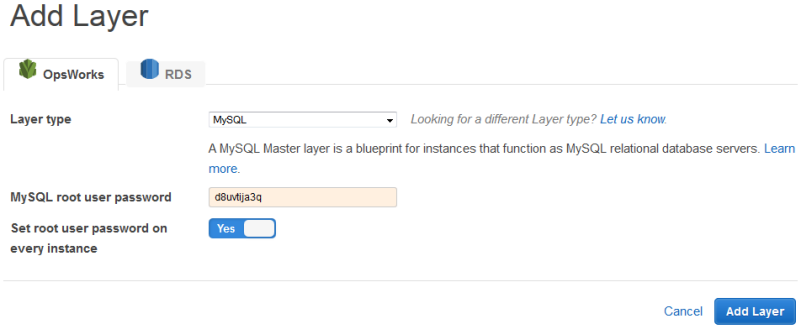 Add Layer
OpsWorks RDS
Layer type MySQL Looking for a different Layer type? Let us know.
A MySQL Master layer is a blueprint for instances that function as MySQL relational database servers. Learn
more.
MySQL root user password d8uvtija3q
Set root user password on Yes
every instance
Cancel Add Layer